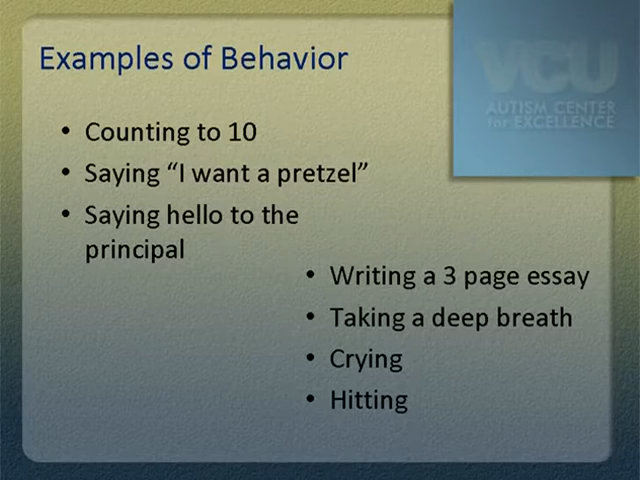 Examples of Behavior
VCU
AUTISM CENTER
for EXCELLENCE
• Counting to 10
• Saying “I want a pretzel”
• Saying hello to the
principal
• Writing a 3 page essay
• Taking a deep breath
• Crying
• Hitting